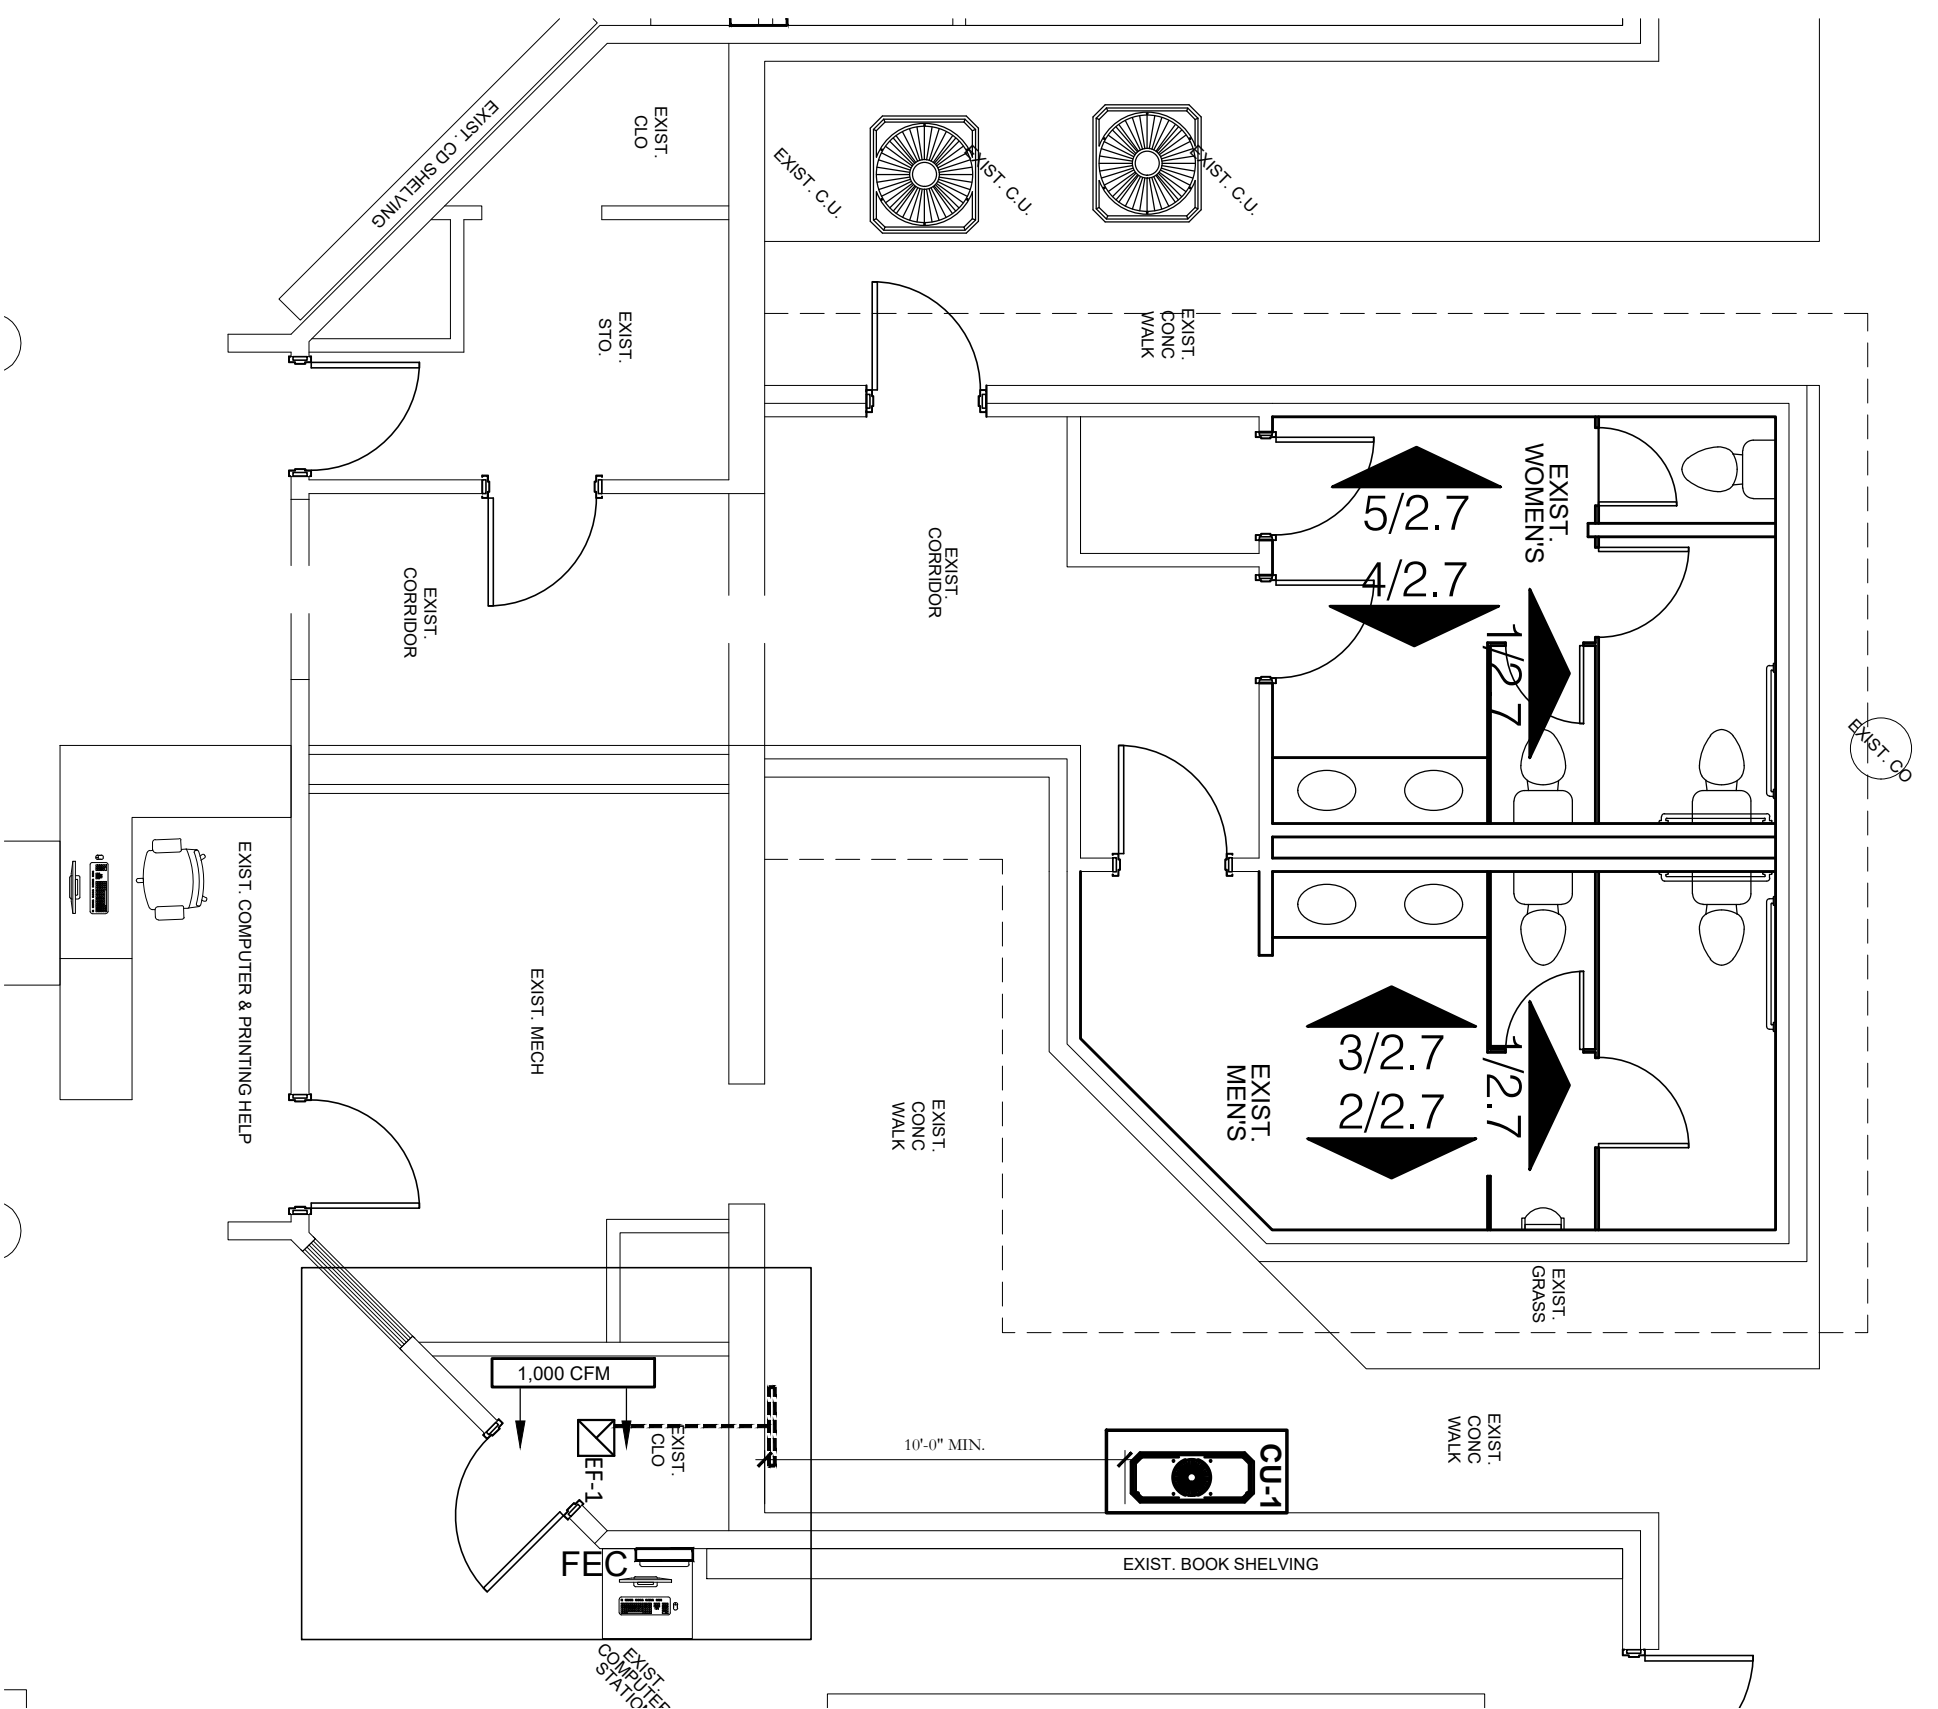 EXIST. CD SHELVING
EXIST.
CLO
EXIST. C.U.
EXIST. C.U.
EXIST. C.U.
EXIST.
STO.
EXIST.
CONC
WALK
EXIST.
WOMEN'S
5/2.7
4/2.7
1/2.7
EXIST.
CORRIDOR
EXIST.
CORRIDOR
EXIST. CO
EXIST. COMPUTER & PRINTING HELP
EXIST. MECH
EXIST.
CONC
WALK
EXIST.
MEN'S
3/2.7
2/2.7
1/2.7
EXIST.
GRASS
1,000 CFM
EXIST.
CLO
EF-1
10'-0" MIN.
CU-1
EXIST.
CONC
WALK
FEC
EXIST. BOOK SHELVING
EXIST.
COMPUTER
STATION